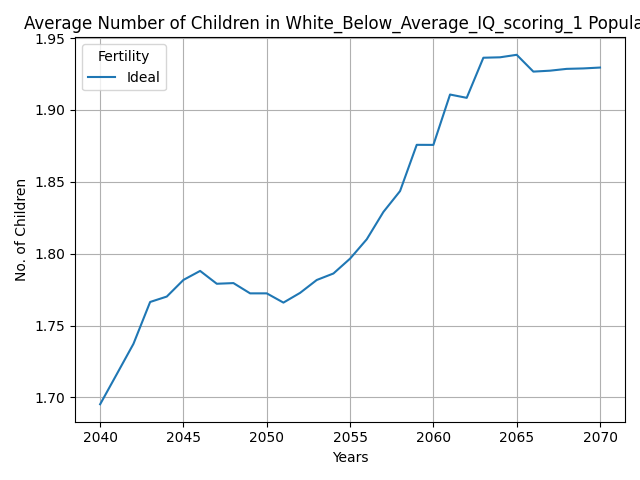 Average Number of Children in White_Below_Average_IQ_scoring_1 Popula
Fertility
Ideal
1.95
1.90
1.85
1.80
1.75
1.70
No. of Children
2040 2045 2050 2055 2060 2065 2070
Years